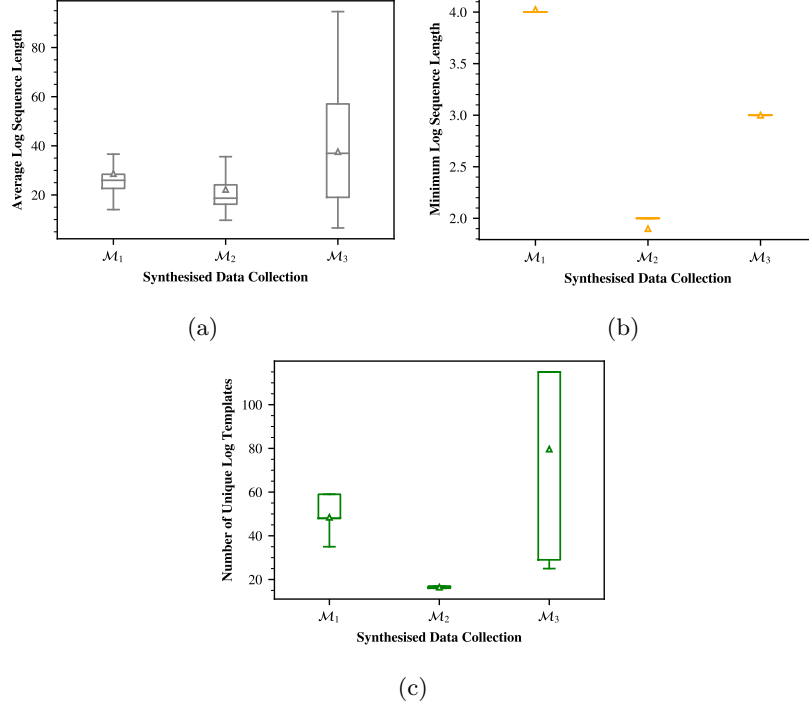 Average Log Sequence Length
80
60
40
20
M₁ M₂ M₃
Synthesised Data Collection
(a)
Minimum Log Sequence Length
4.0
3.5
3.0
2.5
2.0
M₁ M₂ M₃
Synthesised Data Collection
(b)
Number of Unique Log Templates
100
80
60
40
20
M₁ M₂ M₃
Synthesised Data Collection
(c)